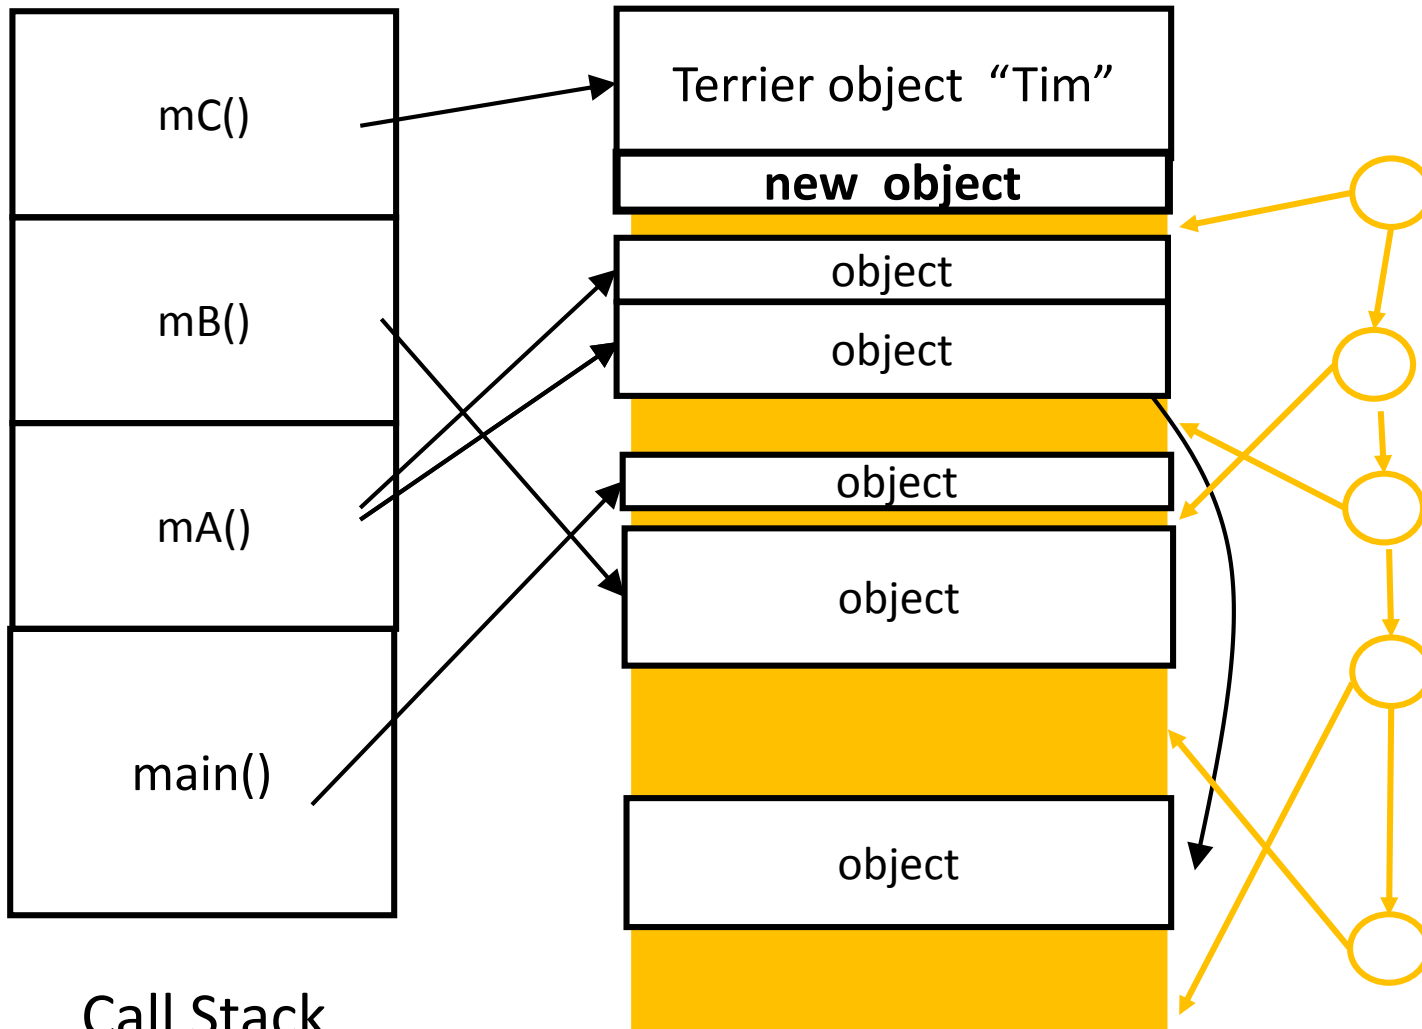 mC()
mB()
mA()
main()
Call Stack
Terrier object “Tim”
new object
object
object
object
object
object